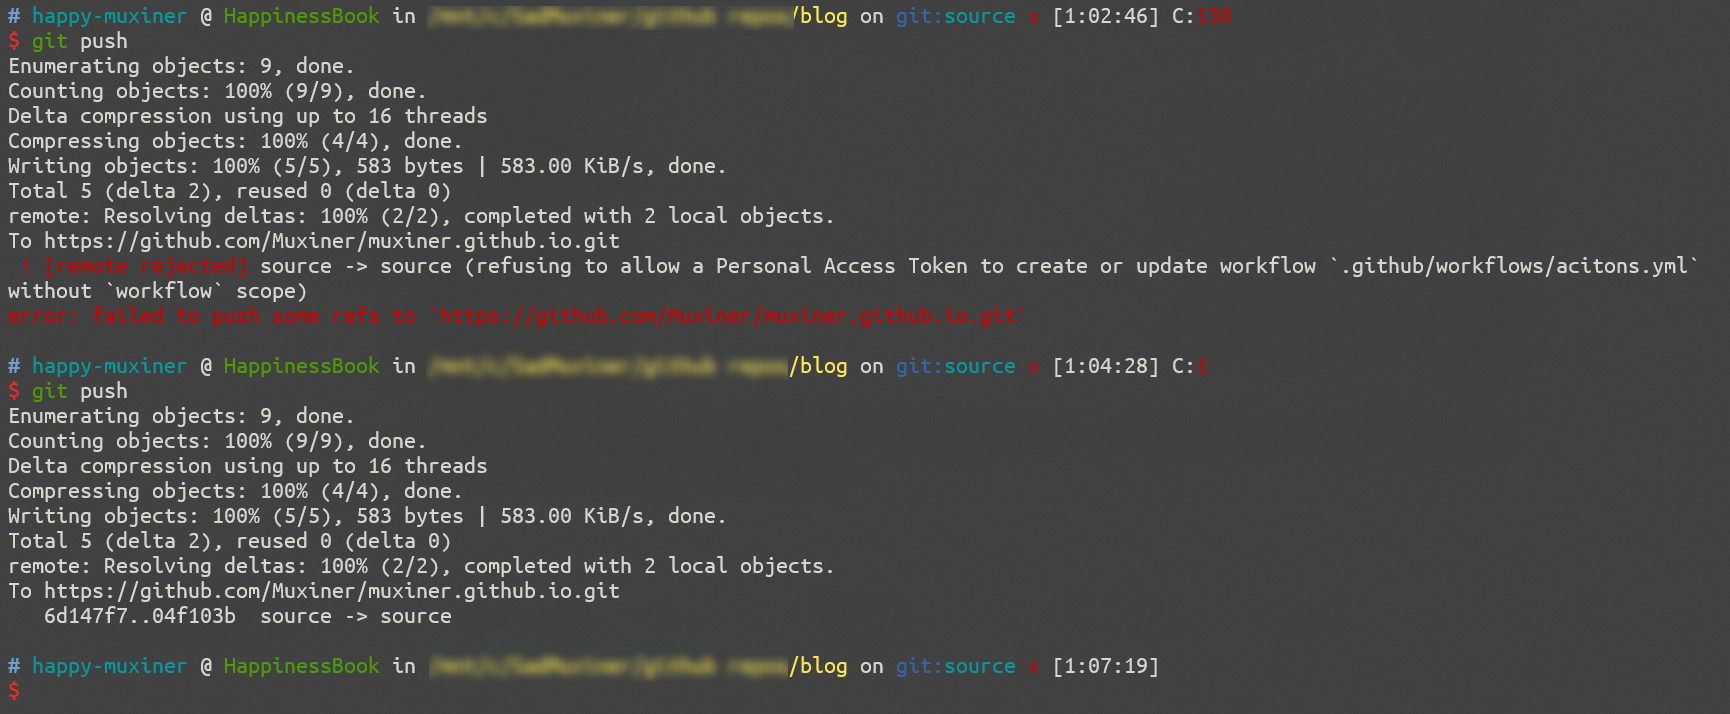 # happy-muxiner @ HappinessBook in /blog on git:source x [1:02:46] C:130
$ git push
Enumerating objects: 9, done.
Counting objects: 100% (9/9), done.
Delta compression using up to 16 threads
Compressing objects: 100% (4/4), done.
Writing objects: 100% (5/5), 583 bytes | 583.00 KiB/s, done.
Total 5 (delta 2), reused 0 (delta 0)
remote: Resolving deltas: 100% (2/2), completed with 2 local objects.
To https://github.com/Muxiner/muxiner.github.io.git
 ! [remote rejected] source -> source (refusing to allow a Personal Access Token to create or update workflow `.github/workflows/acitons.yml`
without `workflow` scope)
error: failed to push some refs to 'https://github.com/Muxiner/muxiner.github.io.git'
# happy-muxiner @ HappinessBook in /blog on git:source x [1:04:28] C:1
$ git push
Enumerating objects: 9, done.
Counting objects: 100% (9/9), done.
Delta compression using up to 16 threads
Compressing objects: 100% (4/4), done.
Writing objects: 100% (5/5), 583 bytes | 583.00 KiB/s, done.
Total 5 (delta 2), reused 0 (delta 0)
remote: Resolving deltas: 100% (2/2), completed with 2 local objects.
To https://github.com/Muxiner/muxiner.github.io.git
   6d147f7..04f103b  source -> source
# happy-muxiner @ HappinessBook in /blog on git:source x [1:07:19]
$